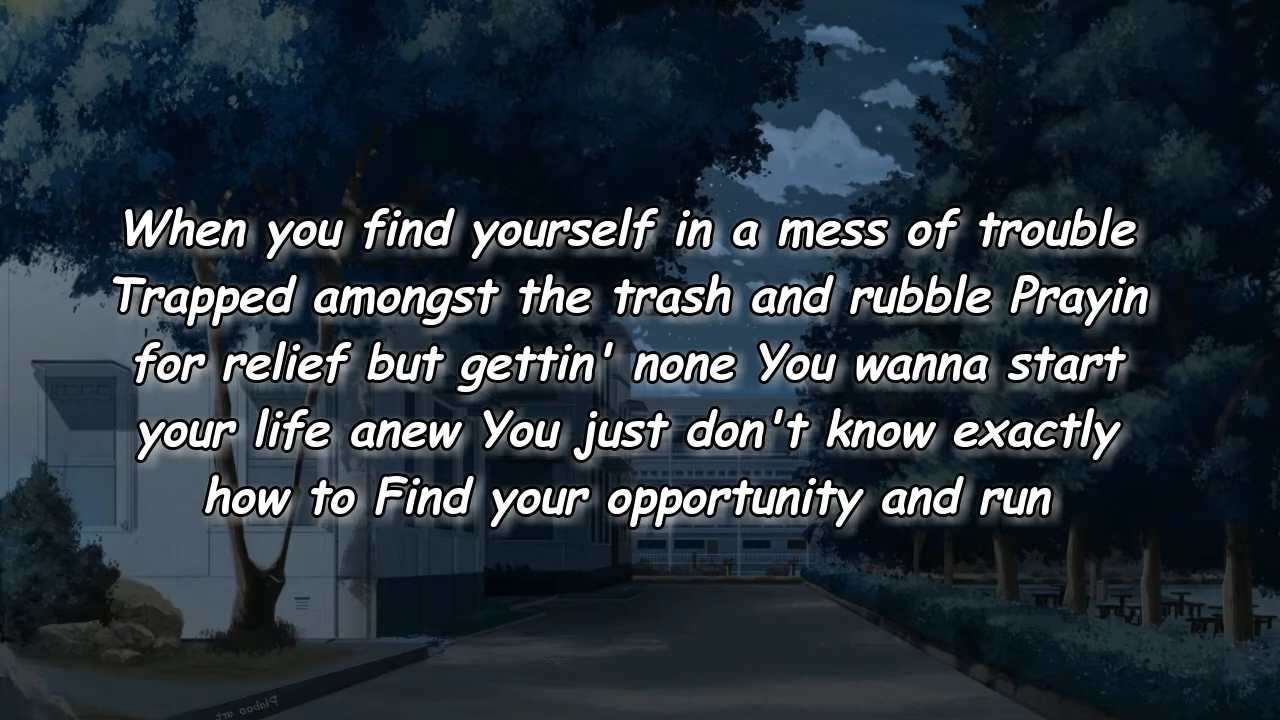 When you find yourself in a mess of trouble
Trapped amongst the trash and rubble Prayin
for relief but gettin' none You wanna start
your life anew You just don't know exactly
how to Find your opportunity and run